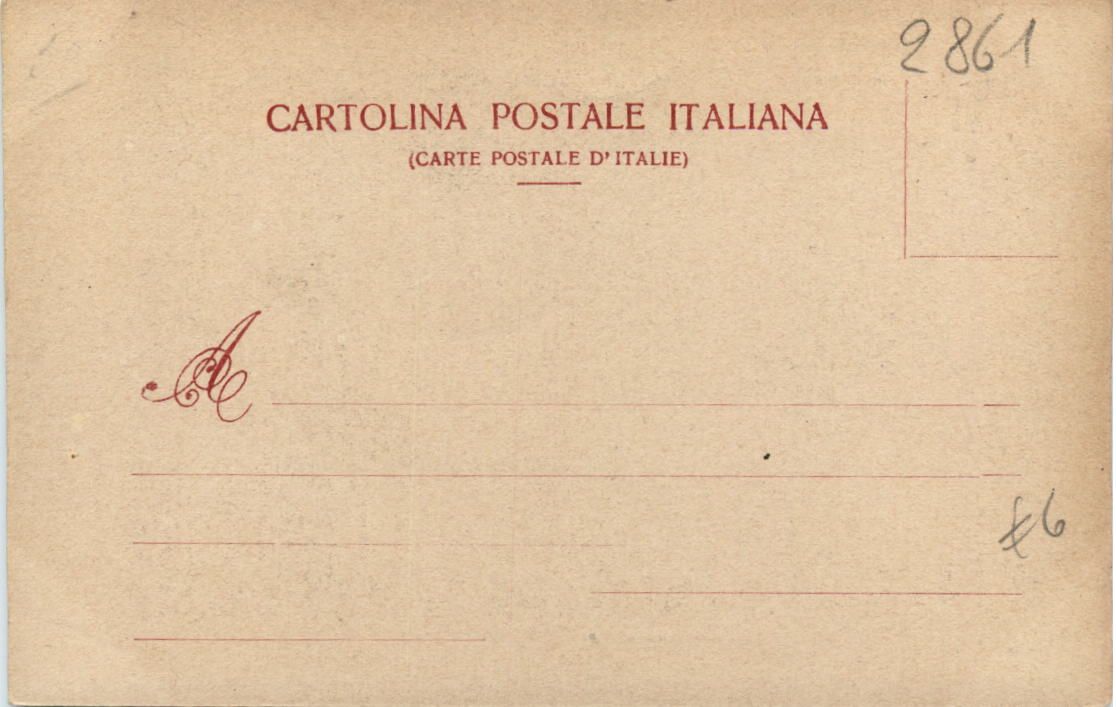 2861
CARTOLINA POSTALE ITALIANA
(CARTE POSTALE D'ITALIE)
A
£6